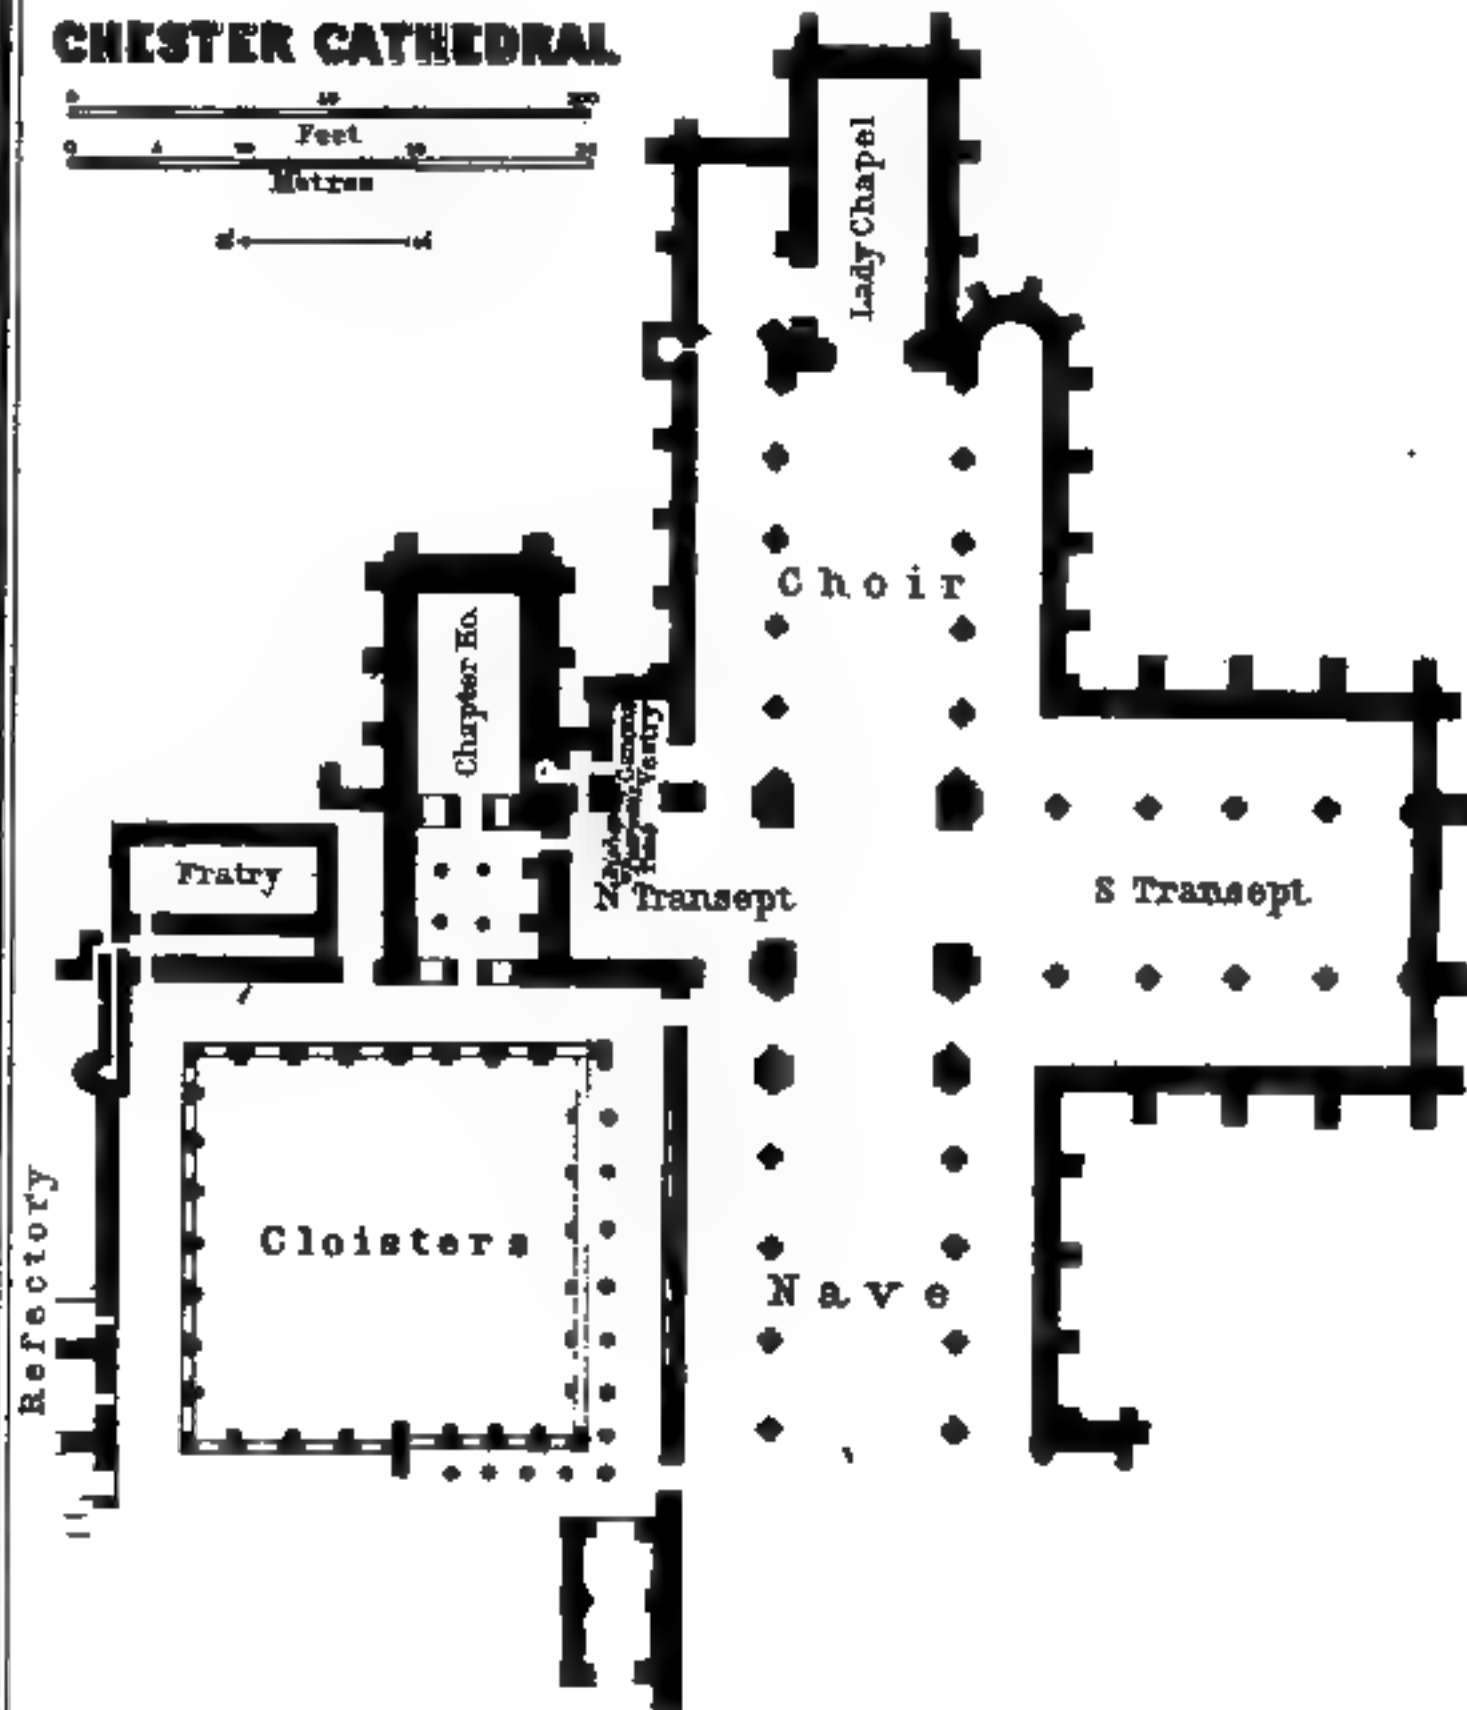 CHESTER CATHEDRAL
Feet
Metres
Lady Chapel
Choir
Chapter Ho.
Vestry
Fratry
N Transept
S Transept
Cloisters
Refectory
Nave